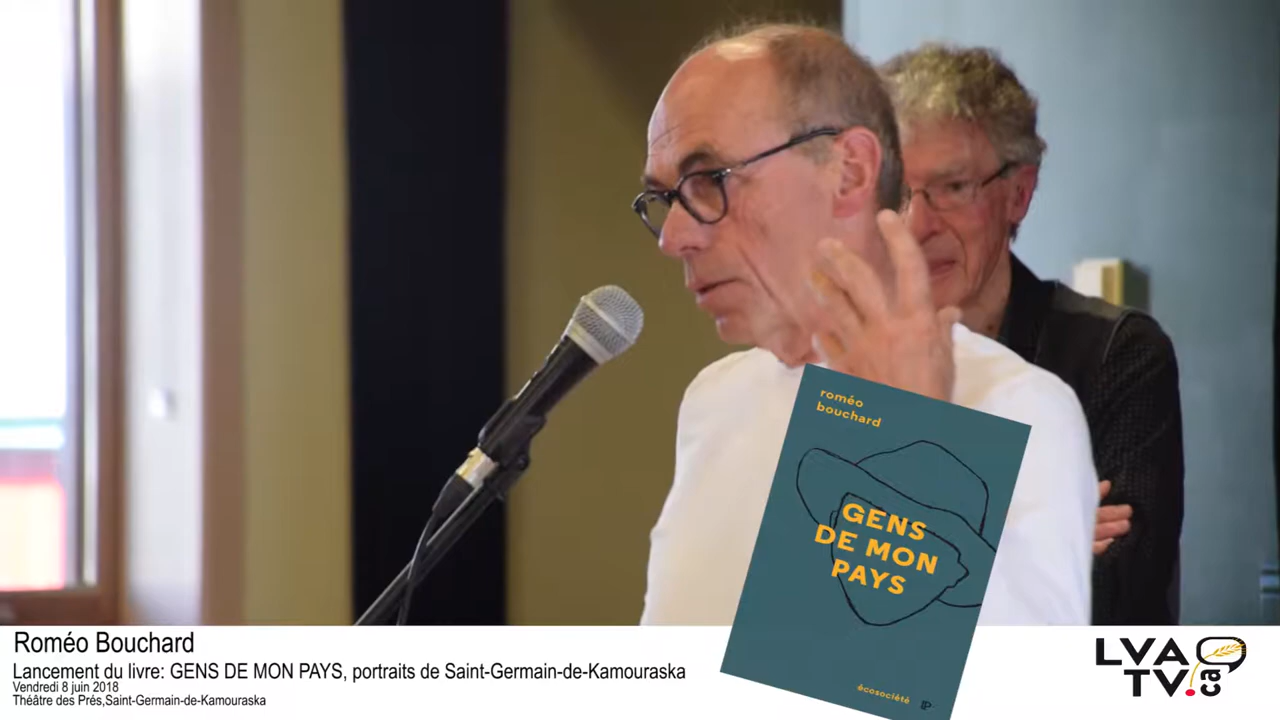 roméo
bouchard
GENS
DE MON
PAYS
écosociété
Roméo Bouchard
Lancement du livre: GENS DE MON PAYS, portraits de Saint-Germain-de-Kamouraska
Vendredi 8 juin 2018
Théâtre des Prés,Saint-Germain-de-Kamouraska
LVA
TV.ca